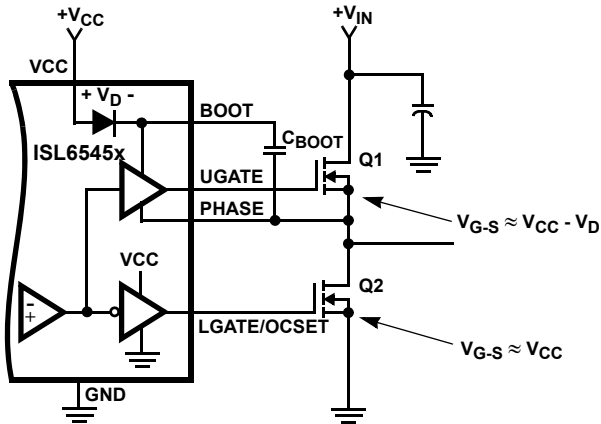 +VCC
+VIN
VCC
+ VD -
BOOT
CBOOT
ISL6545x
Q1
UGATE
PHASE
VG-S ≈ VCC - VD
VCC
Q2
-
+
LGATE/OCSET
VG-S ≈ VCC
GND